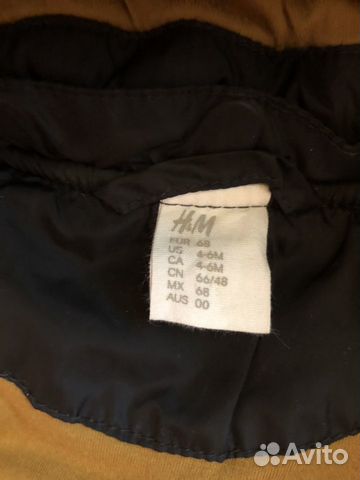 H&M
EUR 68
US 4-6M
CA 4-6M
CN 66/48
MX 68
AUS 00
Avito